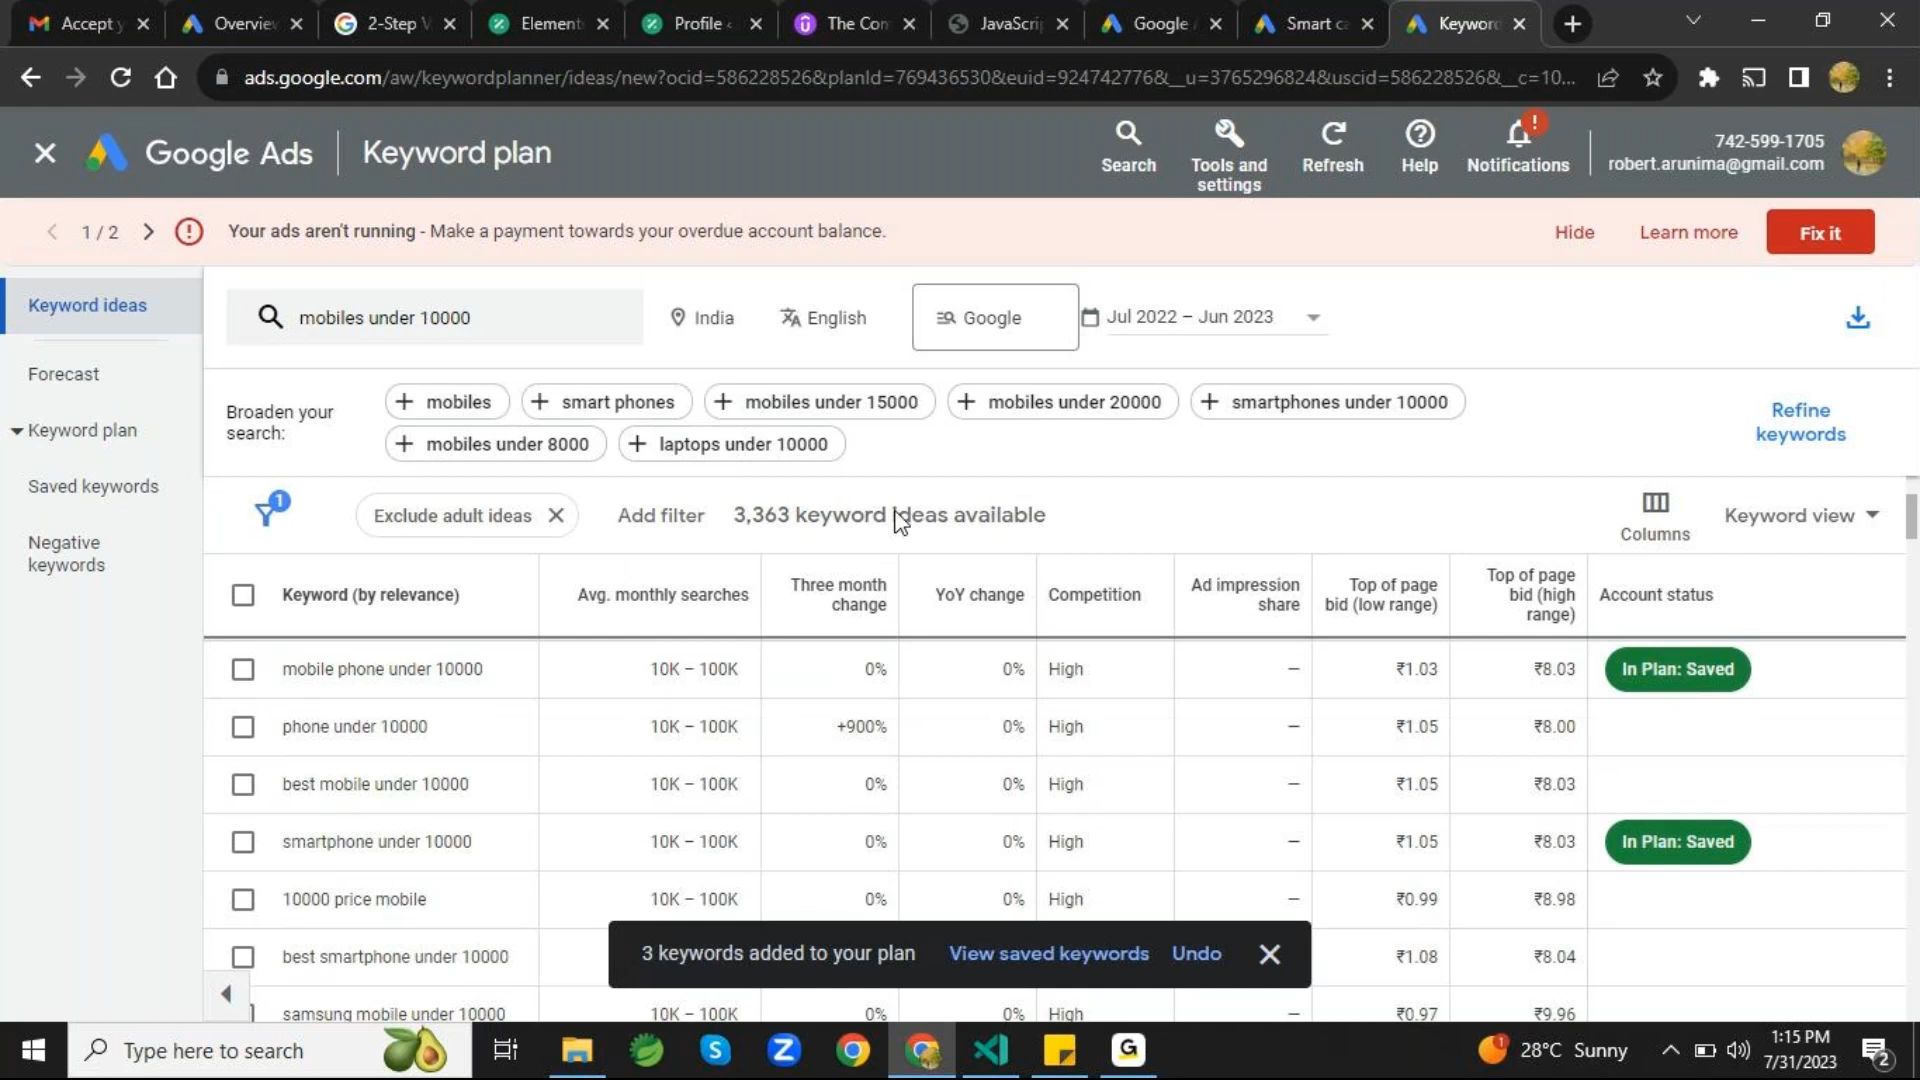 Accept y
Overvie
2-Step V
Element
Profile
The Con
JavaScri
Google
Smart ca
Keyword
ads.google.com/aw/keywordplanner/ideas/new?ocid=586228526&planId=769436530&euid=924742776&__u=3765296824&uscid=586228526&__c=10...
Google Ads
Keyword plan
Search
Tools and
settings
Refresh
Help
!
Notifications
742-599-1705
robert.arunima@gmail.com
1 / 2
Your ads aren't running - Make a payment towards your overdue account balance.
Hide
Learn more
Fix it
Keyword ideas
Forecast
Keyword plan
Saved keywords
Negative
keywords
mobiles under 10000
India
English
Google
Jul 2022 – Jun 2023
Broaden your
search:
mobiles
smart phones
mobiles under 15000
mobiles under 20000
smartphones under 10000
mobiles under 8000
laptops under 10000
Refine
keywords
1
Exclude adult ideas
Add filter
3,363 keyword ideas available
Columns
Keyword view
Keyword (by relevance)
Avg. monthly searches
Three month
change
YoY change
Competition
Ad impression
share
Top of page
bid (low range)
Top of page
bid (high
range)
Account status
mobile phone under 10000 10K – 100K 0% 0% High – ₹1.03 ₹8.03 In Plan: Saved
phone under 10000 10K – 100K +900% 0% High – ₹1.05 ₹8.00
best mobile under 10000 10K – 100K 0% 0% High – ₹1.05 ₹8.03
smartphone under 10000 10K – 100K 0% 0% High – ₹1.05 ₹8.03 In Plan: Saved
10000 price mobile 10K – 100K 0% 0% High – ₹0.99 ₹8.98
best smartphone under 10000 ₹1.08 ₹8.04
samsung mobile under 10000 10K – 100K 0% 0% High – ₹0.97 ₹9.96
3 keywords added to your plan
View saved keywords
Undo
Type here to search
28°C Sunny
1:15 PM
7/31/2023
2